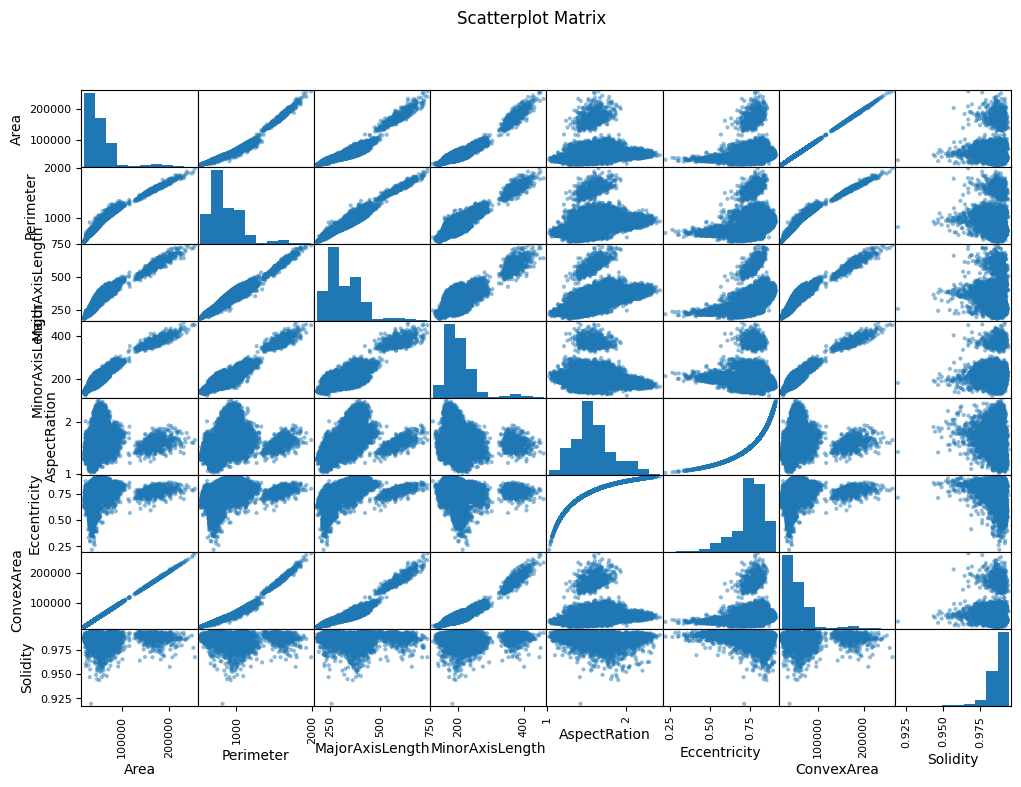 Scatterplot Matrix
200000
100000
Area
2000
1000
Perimeter
750
500
250
MajorAxisLength
400
200
MinorAxisLength
2
1
AspectRation
0.75
0.50
0.25
Eccentricity
200000
100000
ConvexArea
0.975
0.950
0.925
Solidity
100000 200000 1000 2000 250 500 750 200 400 1 2 0.25 0.50 0.75 100000 200000 0.925 0.950 0.975
Area Perimeter MajorAxisLength MinorAxisLength AspectRation Eccentricity ConvexArea Solidity